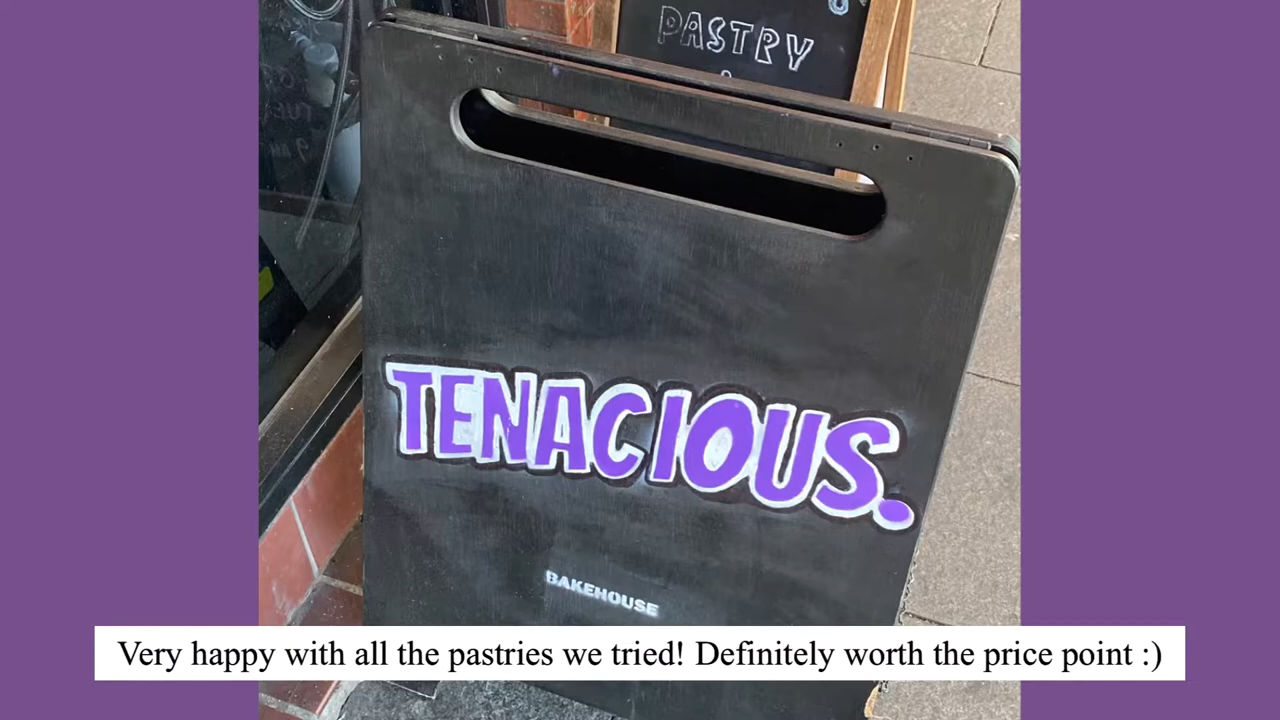 PASTRY
TENACIOUS.
BAKEHOUSE
Very happy with all the pastries we tried! Definitely worth the price point :)